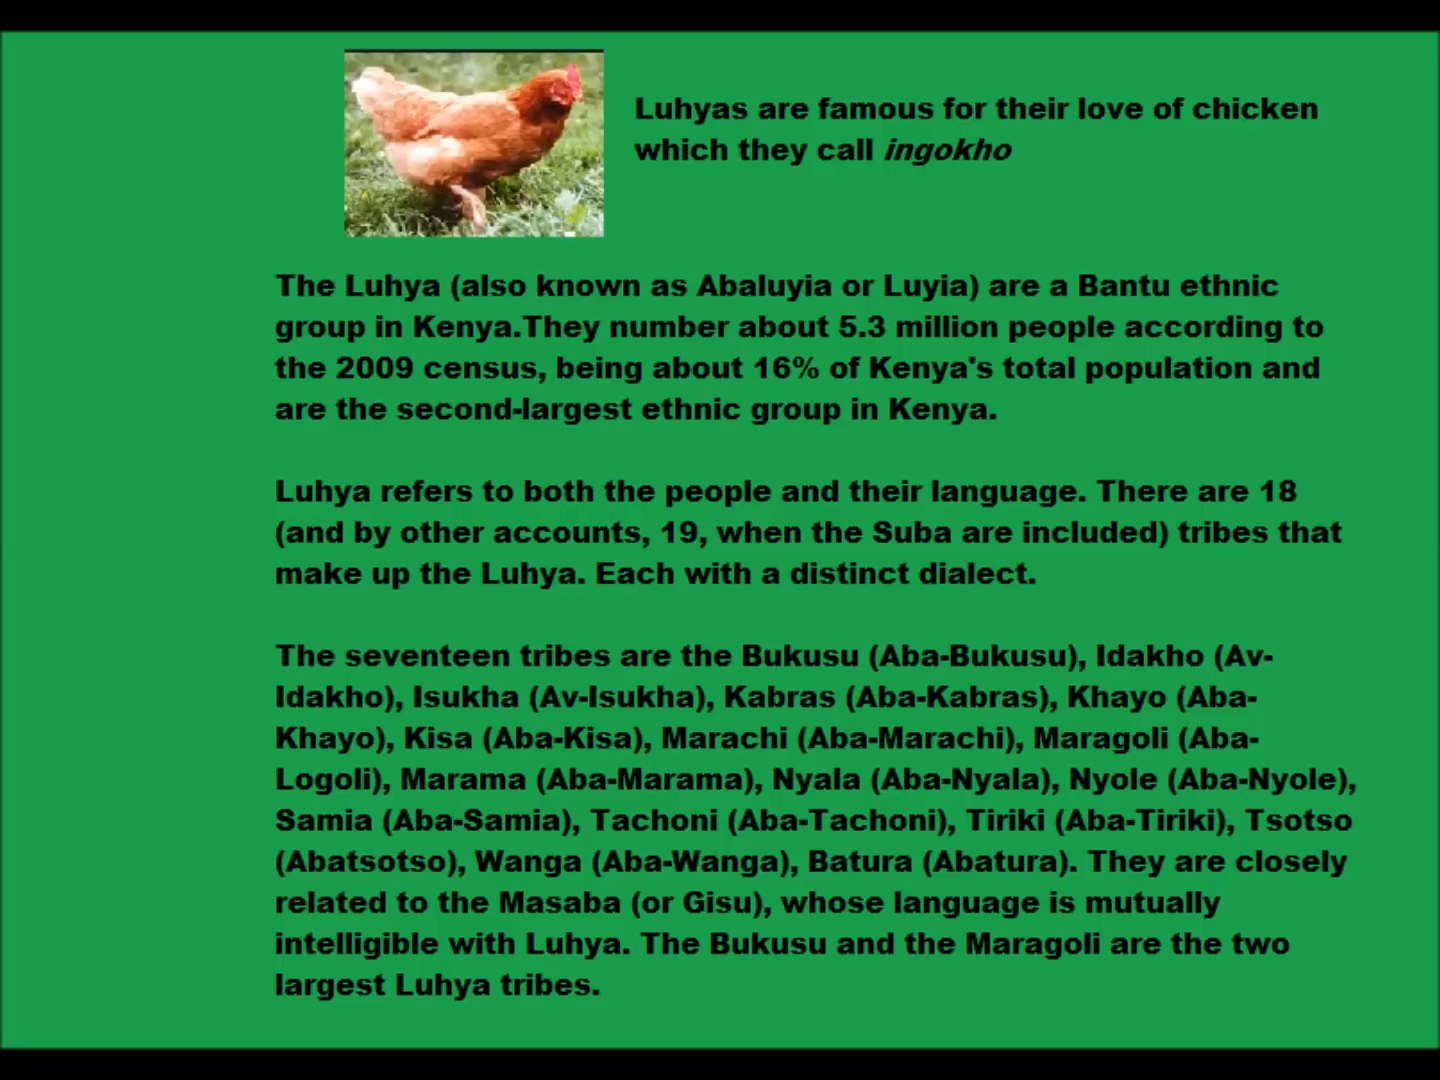 Luhyas are famous for their love of chicken
which they call ingokho
The Luhya (also known as Abaluyia or Luyia) are a Bantu ethnic
group in Kenya.They number about 5.3 million people according to
the 2009 census, being about 16% of Kenya's total population and
are the second-largest ethnic group in Kenya.
Luhya refers to both the people and their language. There are 18
(and by other accounts, 19, when the Suba are included) tribes that
make up the Luhya. Each with a distinct dialect.
The seventeen tribes are the Bukusu (Aba-Bukusu), Idakho (Av-
Idakho), Isukha (Av-Isukha), Kabras (Aba-Kabras), Khayo (Aba-
Khayo), Kisa (Aba-Kisa), Marachi (Aba-Marachi), Maragoli (Aba-
Logoli), Marama (Aba-Marama), Nyala (Aba-Nyala), Nyole (Aba-Nyole),
Samia (Aba-Samia), Tachoni (Aba-Tachoni), Tiriki (Aba-Tiriki), Tsotso
(Abatsotso), Wanga (Aba-Wanga), Batura (Abatura). They are closely
related to the Masaba (or Gisu), whose language is mutually
intelligible with Luhya. The Bukusu and the Maragoli are the two
largest Luhya tribes.